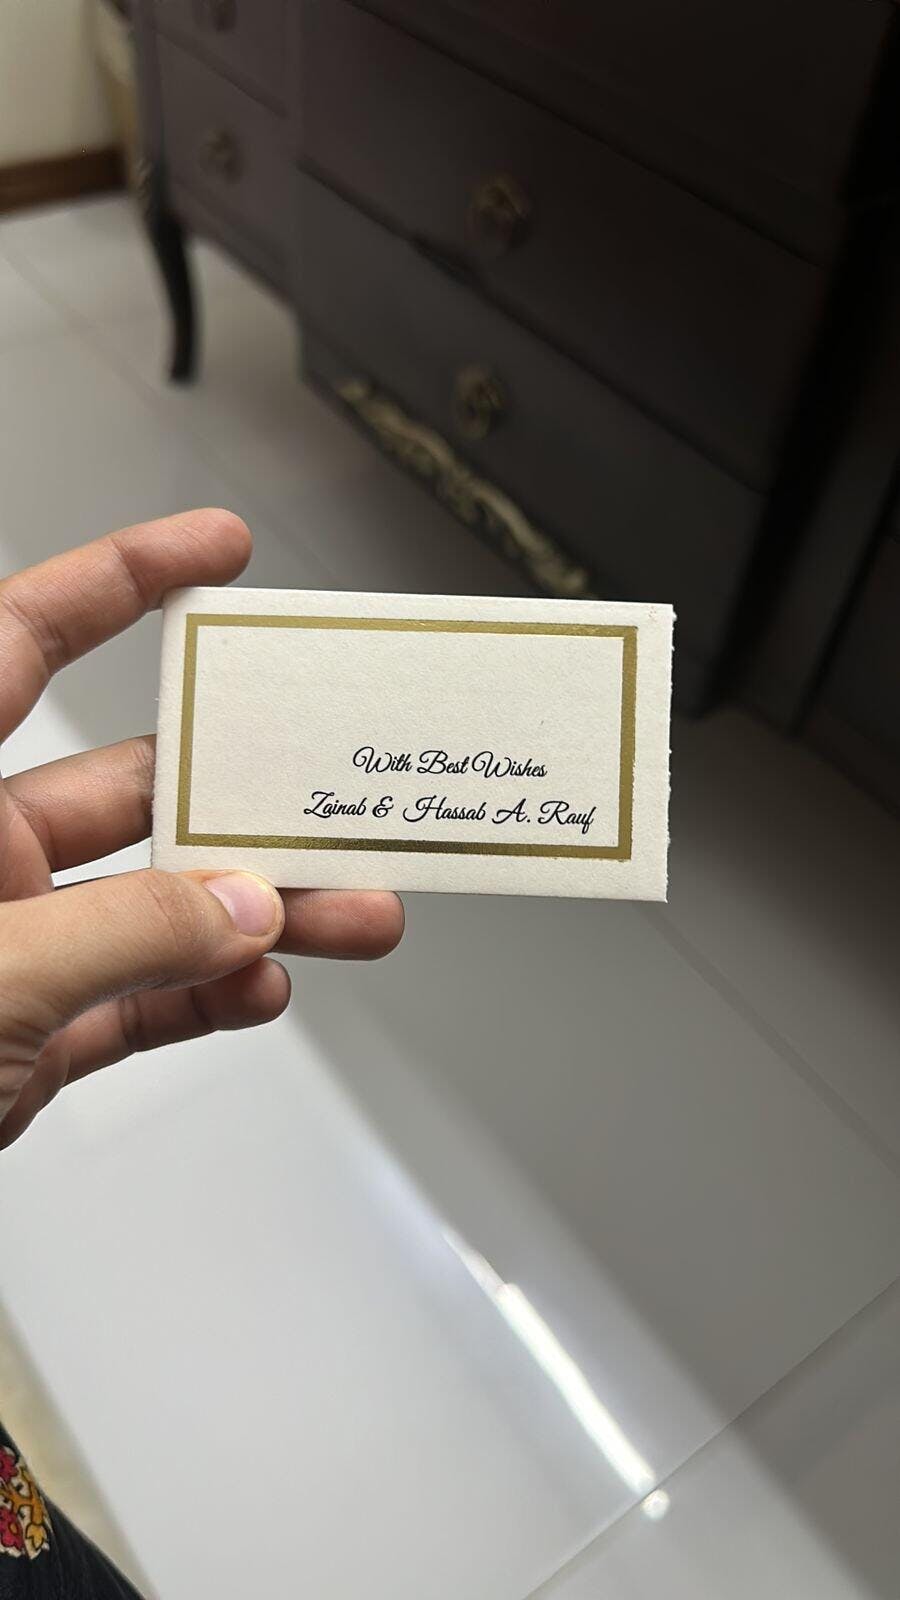 With Best Wishes
Zainab & Hassab A. Rauf